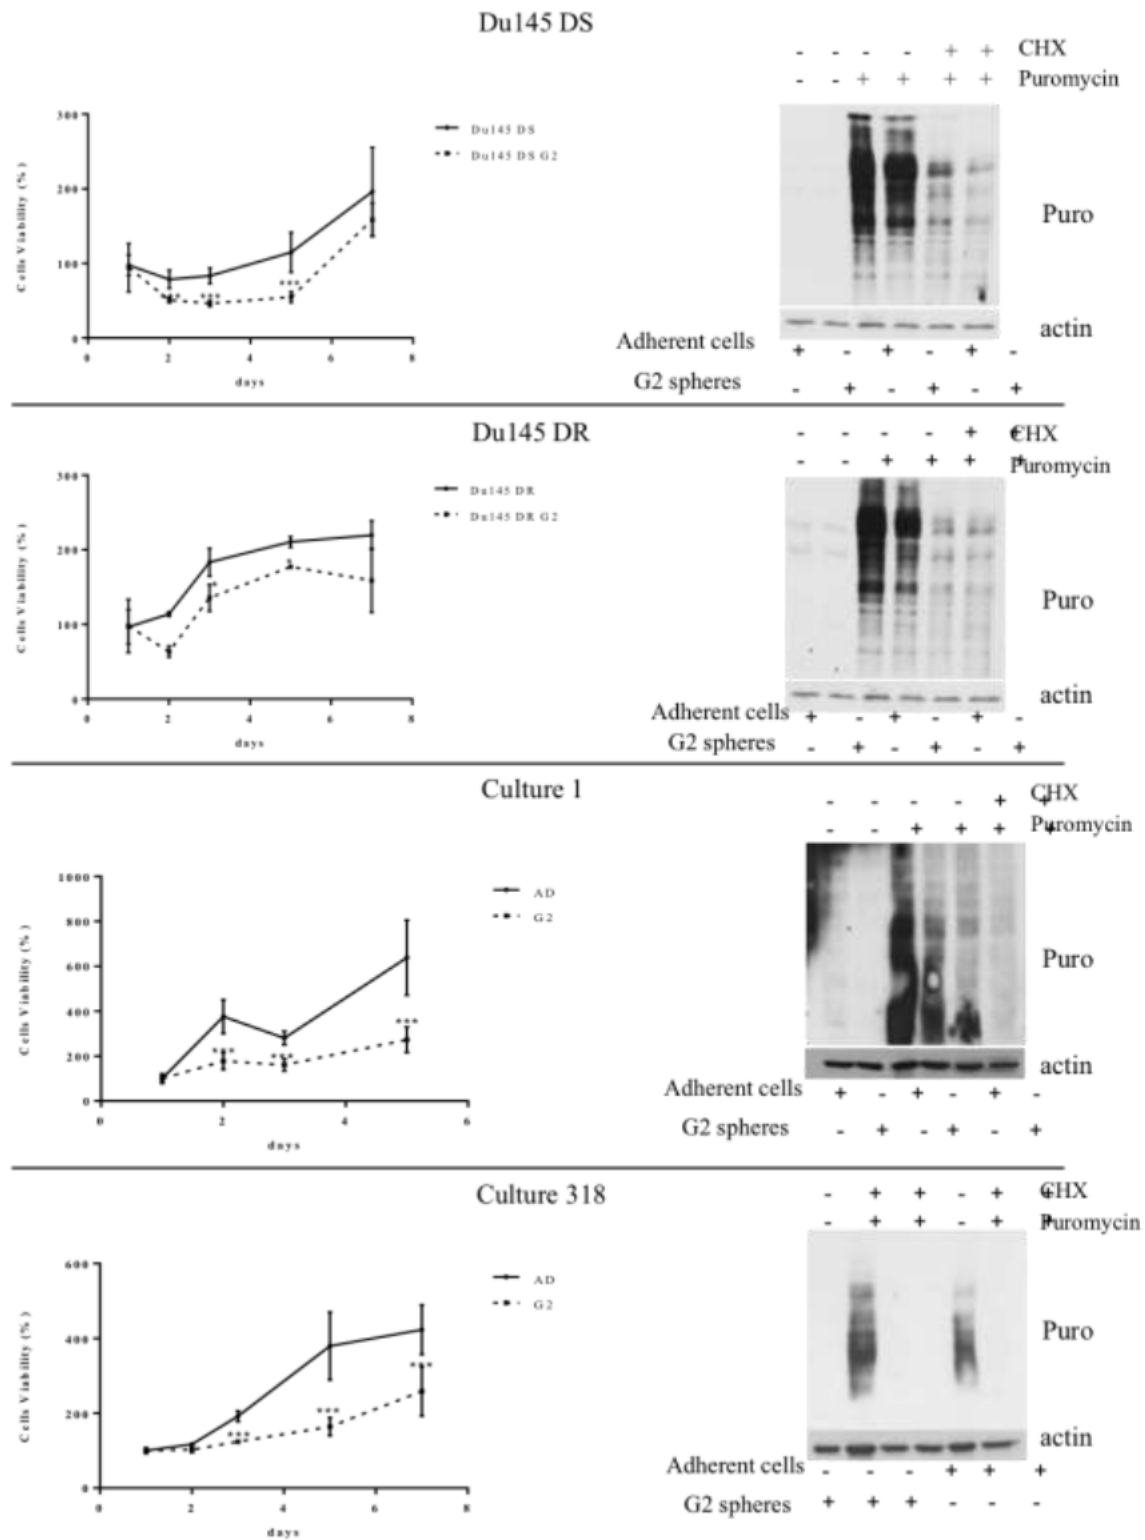 Du145 DS
- - - - + + CHX
- - + + + + Puromycin
300
200
100
0
0 2 4 6 8
Cells Viability (%)
days
Du145 DS
Du145 DS G2
*** *** ***
Puro
actin
Adherent cells + - + - + -
G2 spheres - + - + - +
Du145 DR
- - - - + + CHX
- - + + + + Puromycin
300
200
100
0
0 2 4 6 8
Cells Viability (%)
days
Du145 DR
Du145 DR G2
* *
Puro
actin
Adherent cells + - + - + -
G2 spheres - + - + - +
Culture 1
- - - - + + CHX
- - + + + + Puromycin
1000
800
600
400
200
0
0 2 4 6
Cells Viability (%)
days
AD
G2
*** *** ***
Puro
actin
Adherent cells + - + - + -
G2 spheres - + - + - +
Culture 318
- + + - + + CHX
- + + - + + Puromycin
600
400
200
0
0 2 4 6 8
Cells Viability (%)
days
AD
G2
*** *** ***
Puro
actin
Adherent cells - - - + + +
G2 spheres + + + - - -